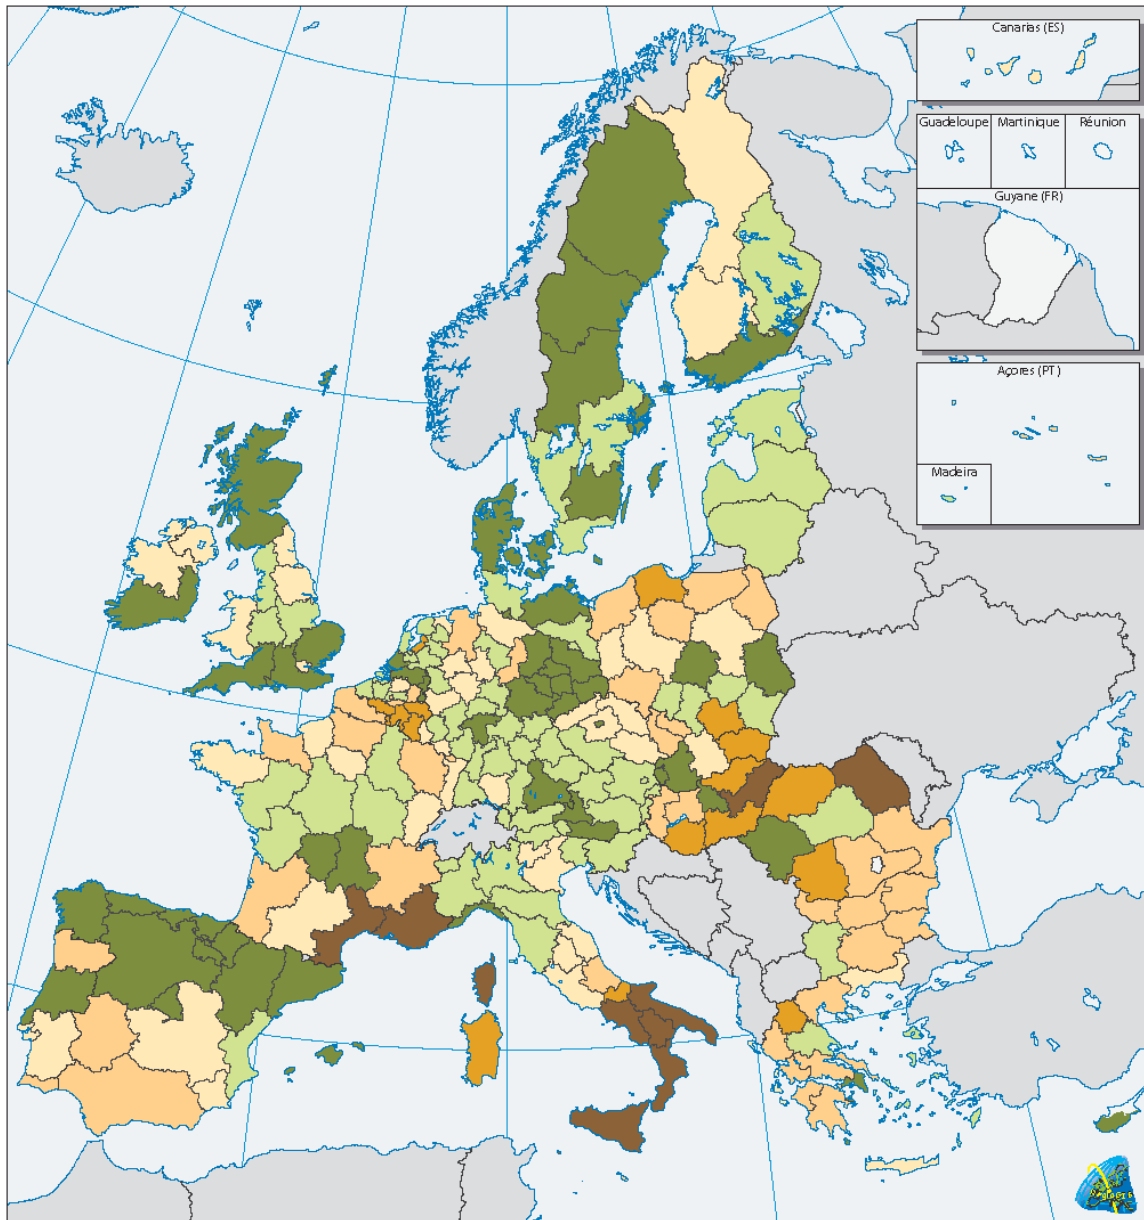 Canarias (ES)
Guadeloupe
Martinique
Réunion
Guyane (FR)
Açores (PT)
Madeira